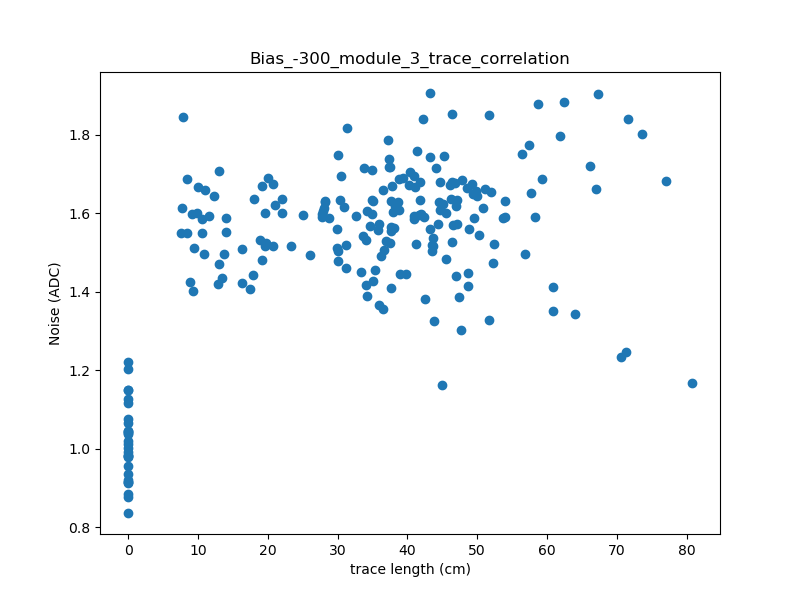 Bias_-300_module_3_trace_correlation
1.8
1.6
1.4
1.2
1.0
0.8
Noise (ADC)
0 10 20 30 40 50 60 70 80
trace length (cm)